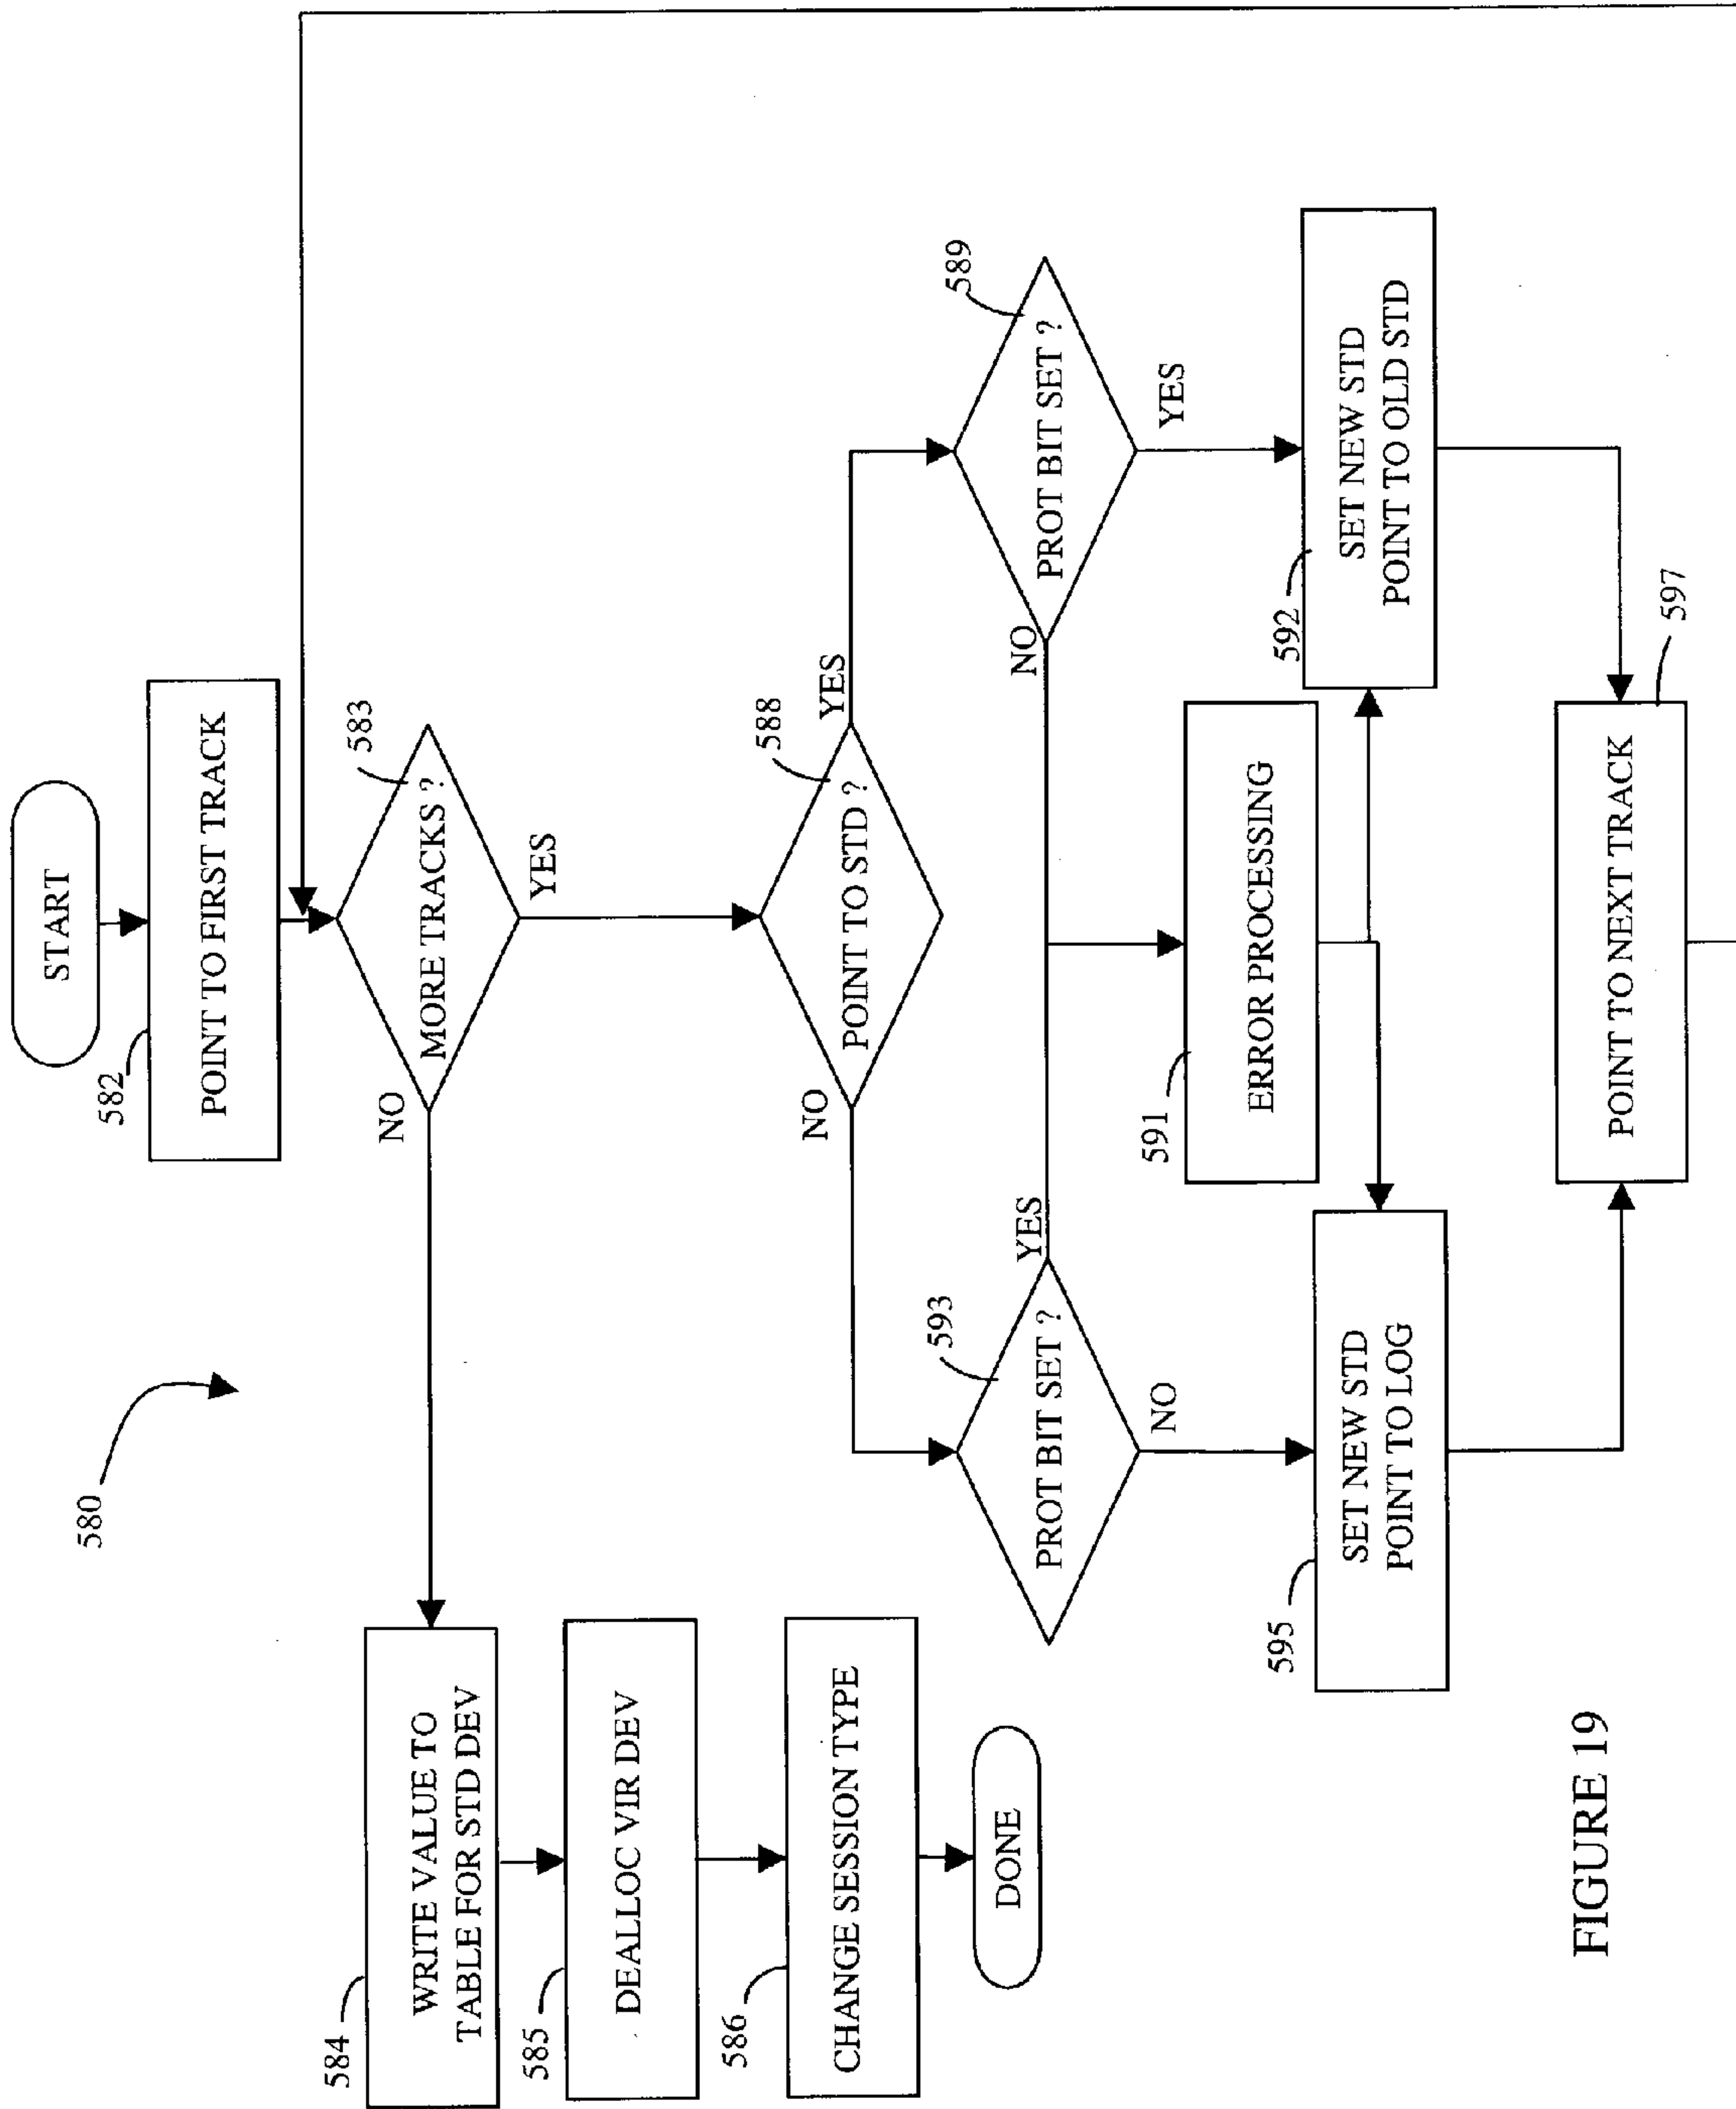 START
582
POINT TO FIRST TRACK
583
MORE TRACKS ?
NO
YES
580
584
WRITE VALUE TO
TABLE FOR STD DEV
585
DEALLOC VIR DEV
586
CHANGE SESSION TYPE
DONE
588
POINT TO STD ?
NO
YES
593
PROT BIT SET ?
YES
NO
589
PROT BIT SET ?
NO
YES
591
ERROR PROCESSING
595
SET NEW STD
POINT TO LOG
592
SET NEW STD
POINT TO OLD STD
597
POINT TO NEXT TRACK
FIGURE 19